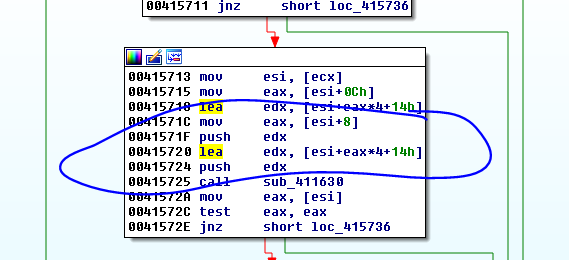 00415711 jnz short loc_415736
00415713 mov esi, [ecx]
00415715 mov eax, [esi+0Ch]
00415718 lea edx, [esi+eax*4+14h]
0041571C mov eax, [esi+8]
0041571F push edx
00415720 lea edx, [esi+eax*4+14h]
00415724 push edx
00415725 call sub_411630
0041572A mov eax, [esi]
0041572C test eax, eax
0041572E jnz short loc_415736